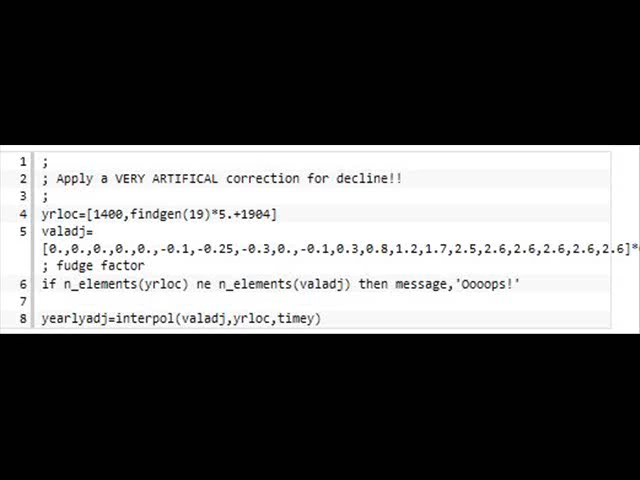 1 ;
2 ; Apply a VERY ARTIFICAL correction for decline!!
3 ;
4 yrloc=[1400,findgen(19)*5.+1904]
5 valadj=
[0.,0.,0.,0.,0.,-0.1,-0.25,-0.3,0.,-0.1,0.3,0.8,1.2,1.7,2.5,2.6,2.6,2.6,2.6,2.6]*
; fudge factor
6 if n_elements(yrloc) ne n_elements(valadj) then message,'Oooops!'
7
8 yearlyadj=interpol(valadj,yrloc,timey)